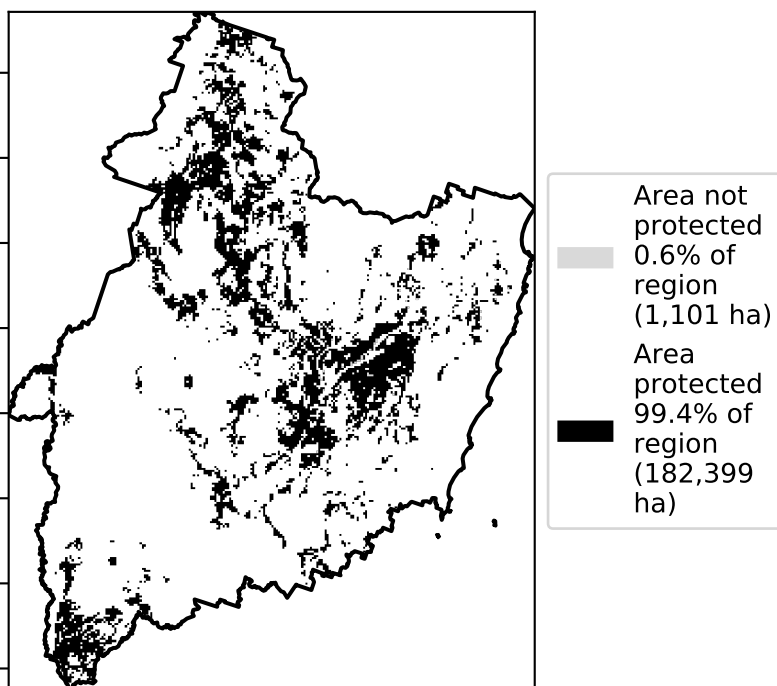 Area not
protected
0.6% of
region
(1,101 ha)
Area
protected
99.4% of
region
(182,399
ha)